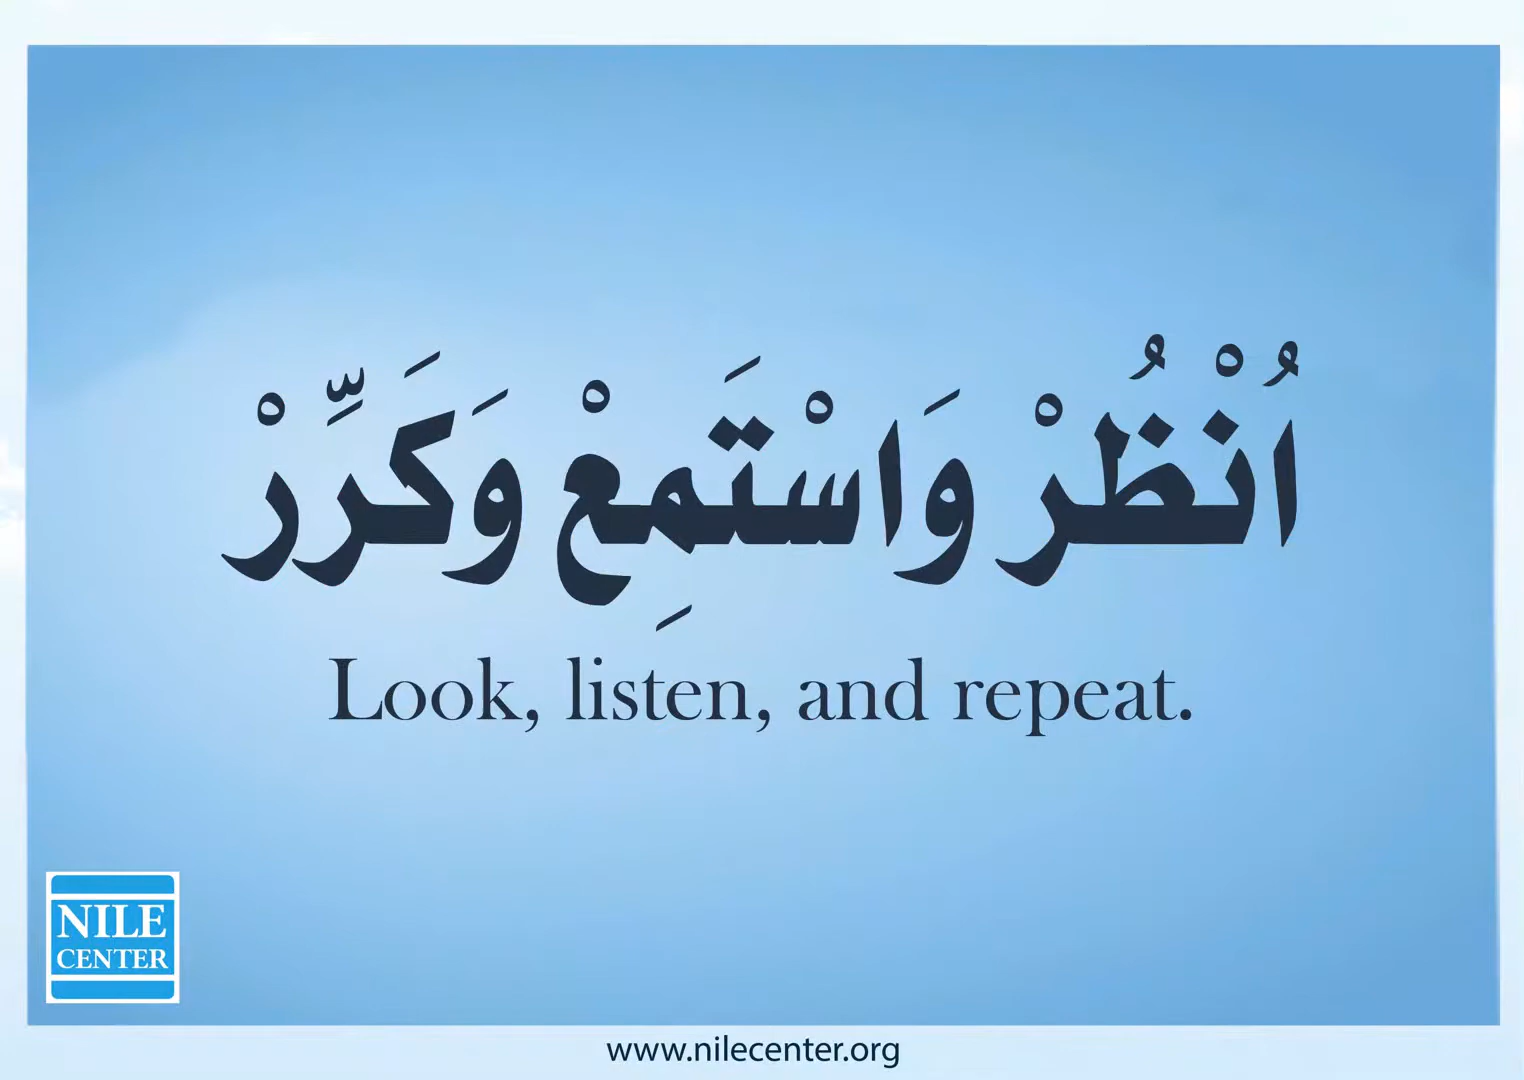 اُنْظُرْ وَاسْتَمِعْ وَكَرِّرْ
Look, listen, and repeat.
NILE
CENTER
www.nilecenter.org